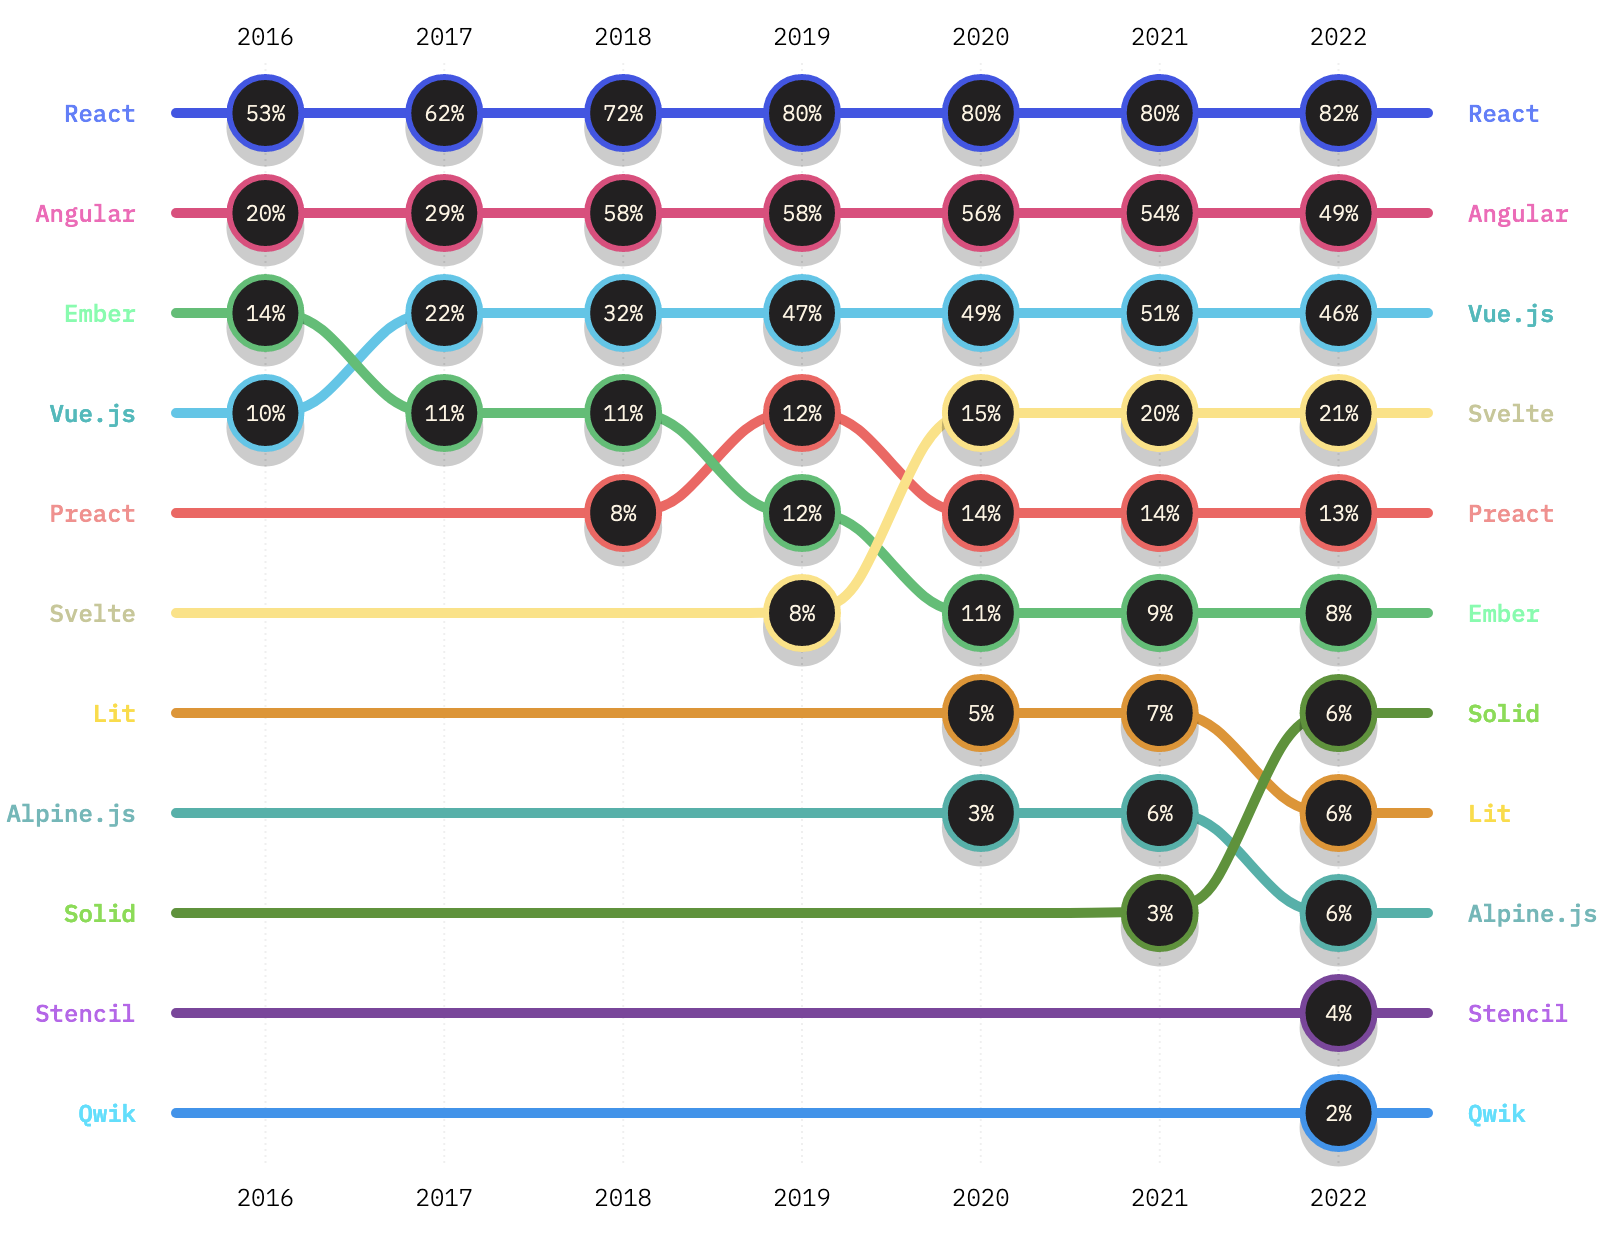 2016 2017 2018 2019 2020 2021 2022
React 53% 62% 72% 80% 80% 80% 82% React
Angular 20% 29% 58% 58% 56% 54% 49% Angular
Ember 14% 22% 32% 47% 49% 51% 46% Vue.js
Vue.js 10% 11% 11% 12% 15% 20% 21% Svelte
Preact 8% 12% 14% 14% 13% Preact
Svelte 8% 11% 9% 8% Ember
Lit 5% 7% 6% Solid
Alpine.js 3% 6% 6% Lit
Solid 3% 6% Alpine.js
Stencil 4% Stencil
Qwik 2% Qwik
2016 2017 2018 2019 2020 2021 2022